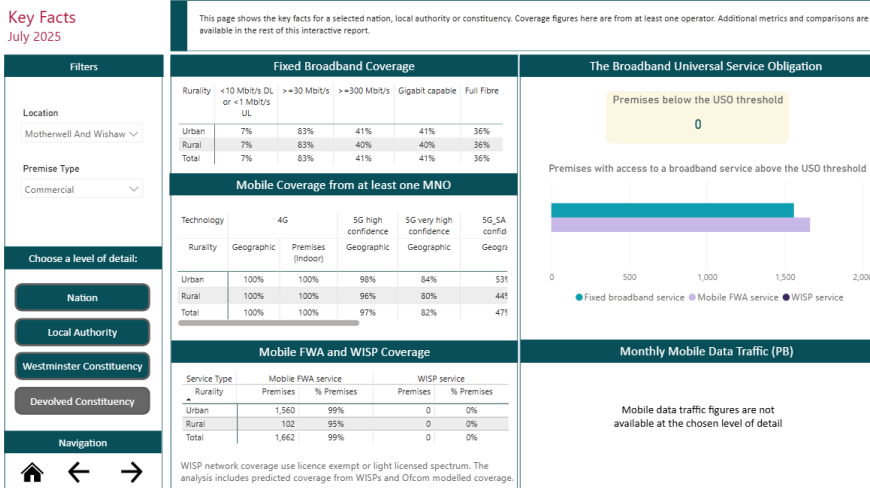 Key Facts
July 2025
This page shows the key facts for a selected nation, local authority or constituency. Coverage figures here are from at least one operator. Additional metrics and comparisons are
available in the rest of this interactive report.
Filters
Location
Motherwell And Wishaw
Premise Type
Commercial
Choose a level of detail:
Nation
Local Authority
Westminster Constituency
Devolved Constituency
Navigation
Fixed Broadband Coverage
Rurality <10 Mbit/s DL >=30 Mbit/s >=300 Mbit/s Gigabit capable Full Fibre
or <1 Mbit/s
UL
Urban 7% 83% 41% 41% 36%
Rural 7% 83% 40% 40% 36%
Total 7% 83% 41% 41% 36%
Mobile Coverage from at least one MNO
Technology 4G 5G high 5G very high 5G_SA
confidence confidence confid
Rurality Geographic Premises Geographic Geographic Geogra
(Indoor)
Urban 100% 100% 98% 84% 53%
Rural 100% 100% 96% 80% 44%
Total 100% 100% 97% 82% 47%
Mobile FWA and WISP Coverage
Service Type Mobile FWA service WISP service
Rurality Premises % Premises Premises % Premises
Urban 1,560 99% 0 0%
Rural 102 95% 0 0%
Total 1,662 99% 0 0%
WISP network coverage use licence exempt or light licensed spectrum. The
analysis includes predicted coverage from WISPs and Ofcom modelled coverage.
The Broadband Universal Service Obligation
Premises below the USO threshold
0
Premises with access to a broadband service above the USO threshold
0 500 1,000 1,500 2,00
Fixed broadband service Mobile FWA service WISP service
Monthly Mobile Data Traffic (PB)
Mobile data traffic figures are not
available at the chosen level of detail